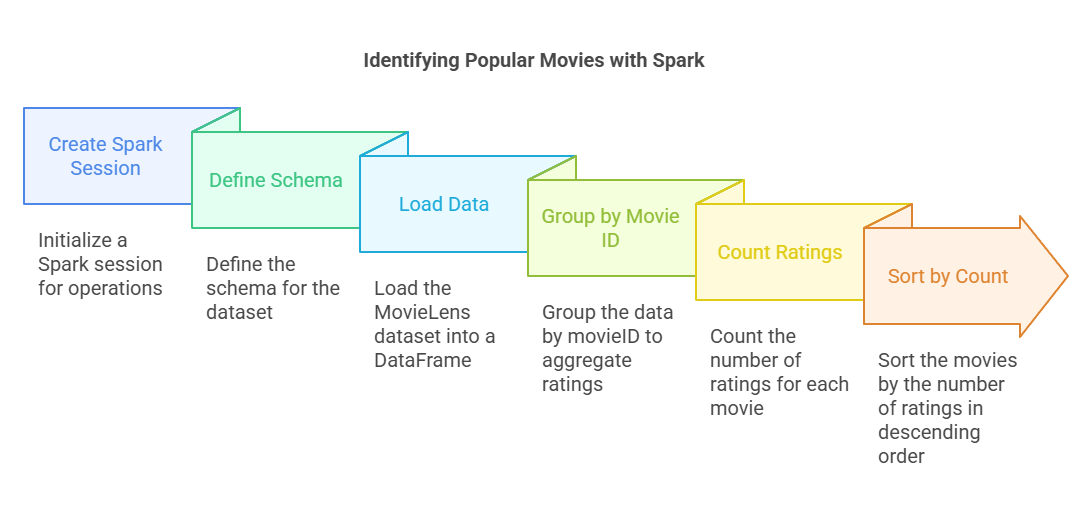 Identifying Popular Movies with Spark
Create Spark
Session
Initialize a
Spark session
for operations
Define Schema
Define the
schema for the
dataset
Load Data
Load the
MovieLens
dataset into a
DataFrame
Group by Movie
ID
Group the data
by movieID to
aggregate
ratings
Count Ratings
Count the
number of
ratings for each
movie
Sort by Count
Sort the movies
by the number
of ratings in
descending
order